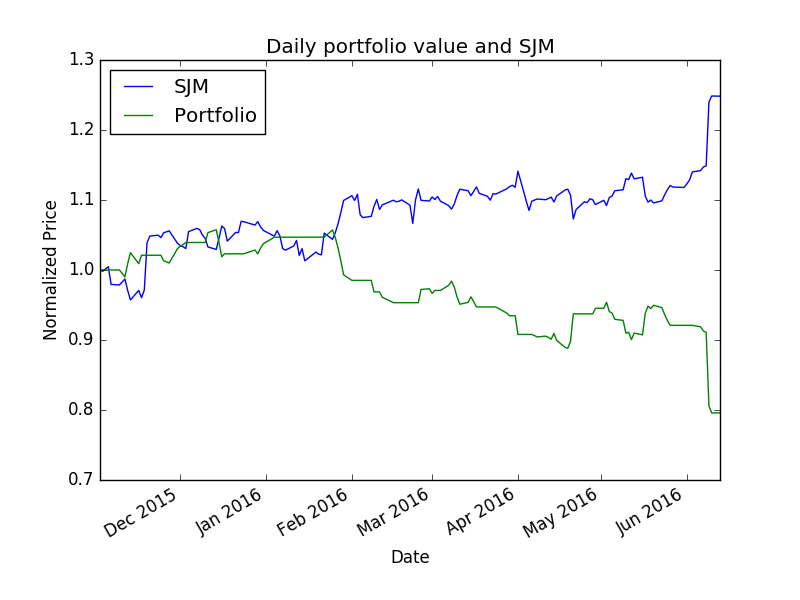 Daily portfolio value and SJM
SJM
Portfolio
1.3
1.2
1.1
1.0
0.9
0.8
0.7
Normalized Price
Dec 2015
Jan 2016
Feb 2016
Mar 2016
Apr 2016
May 2016
Jun 2016
Date